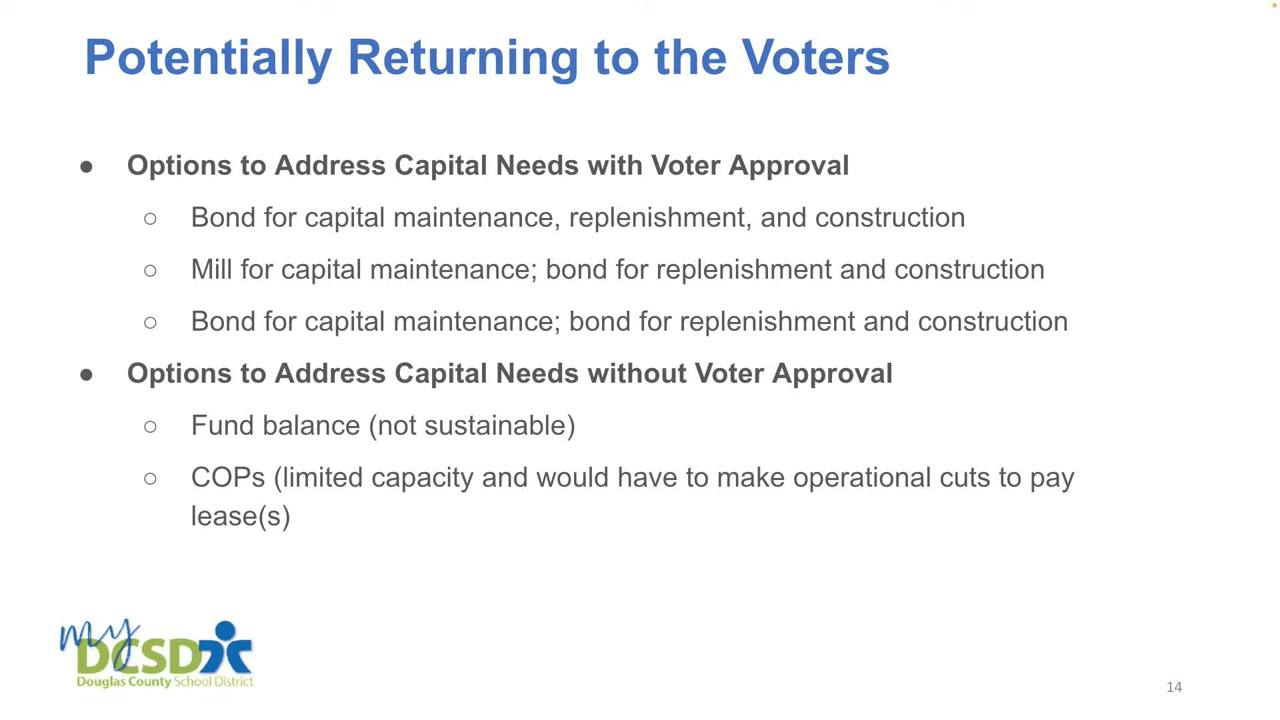 Potentially Returning to the Voters
● Options to Address Capital Needs with Voter Approval
○ Bond for capital maintenance, replenishment, and construction
○ Mill for capital maintenance; bond for replenishment and construction
○ Bond for capital maintenance; bond for replenishment and construction
● Options to Address Capital Needs without Voter Approval
○ Fund balance (not sustainable)
○ COPs (limited capacity and would have to make operational cuts to pay
lease(s)
my
DCSD
Douglas County School District
14